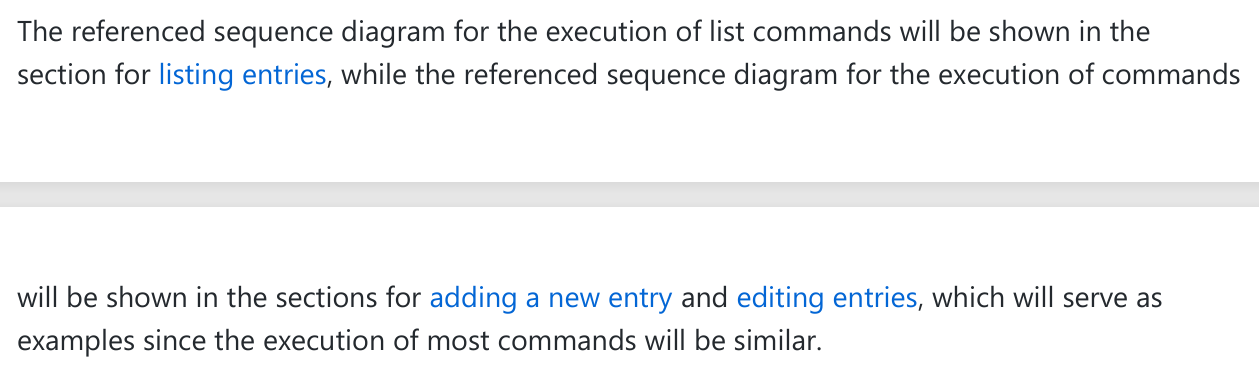 The referenced sequence diagram for the execution of list commands will be shown in the
section for listing entries, while the referenced sequence diagram for the execution of commands
will be shown in the sections for adding a new entry and editing entries, which will serve as
examples since the execution of most commands will be similar.